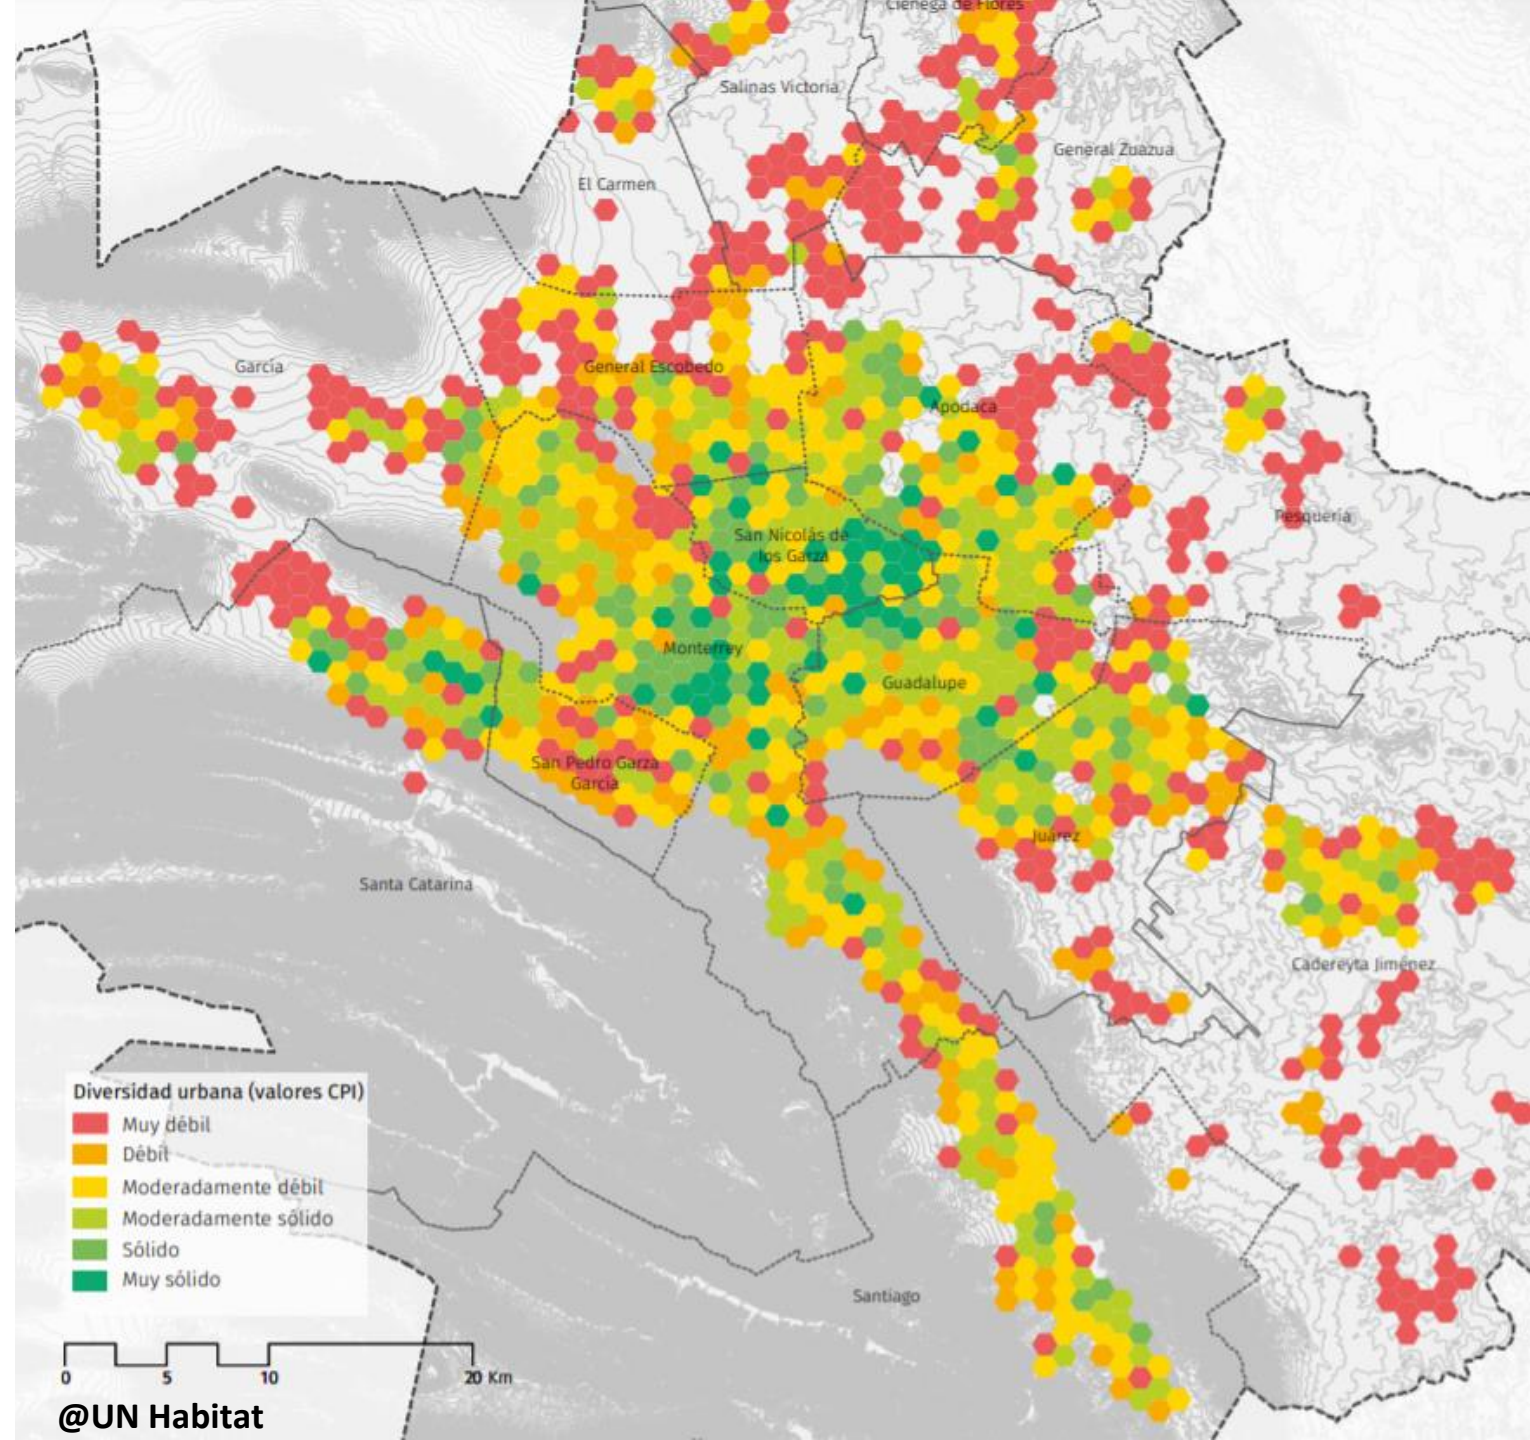 Ciénega de Flores
Salinas Victoria
General Zuazua
El Carmen
García
General Escobedo
Apodaca
Pesquería
San Nicolás de
los Garza
Monterrey
Guadalupe
San Pedro Garza
García
Juárez
Santa Catarina
Cadereyta Jiménez
Diversidad urbana (valores CPI)
Muy débil
Débil
Moderadamente débil
Moderadamente sólido
Sólido
Muy sólido
Santiago
0 5 10 20 Km
@UN Habitat